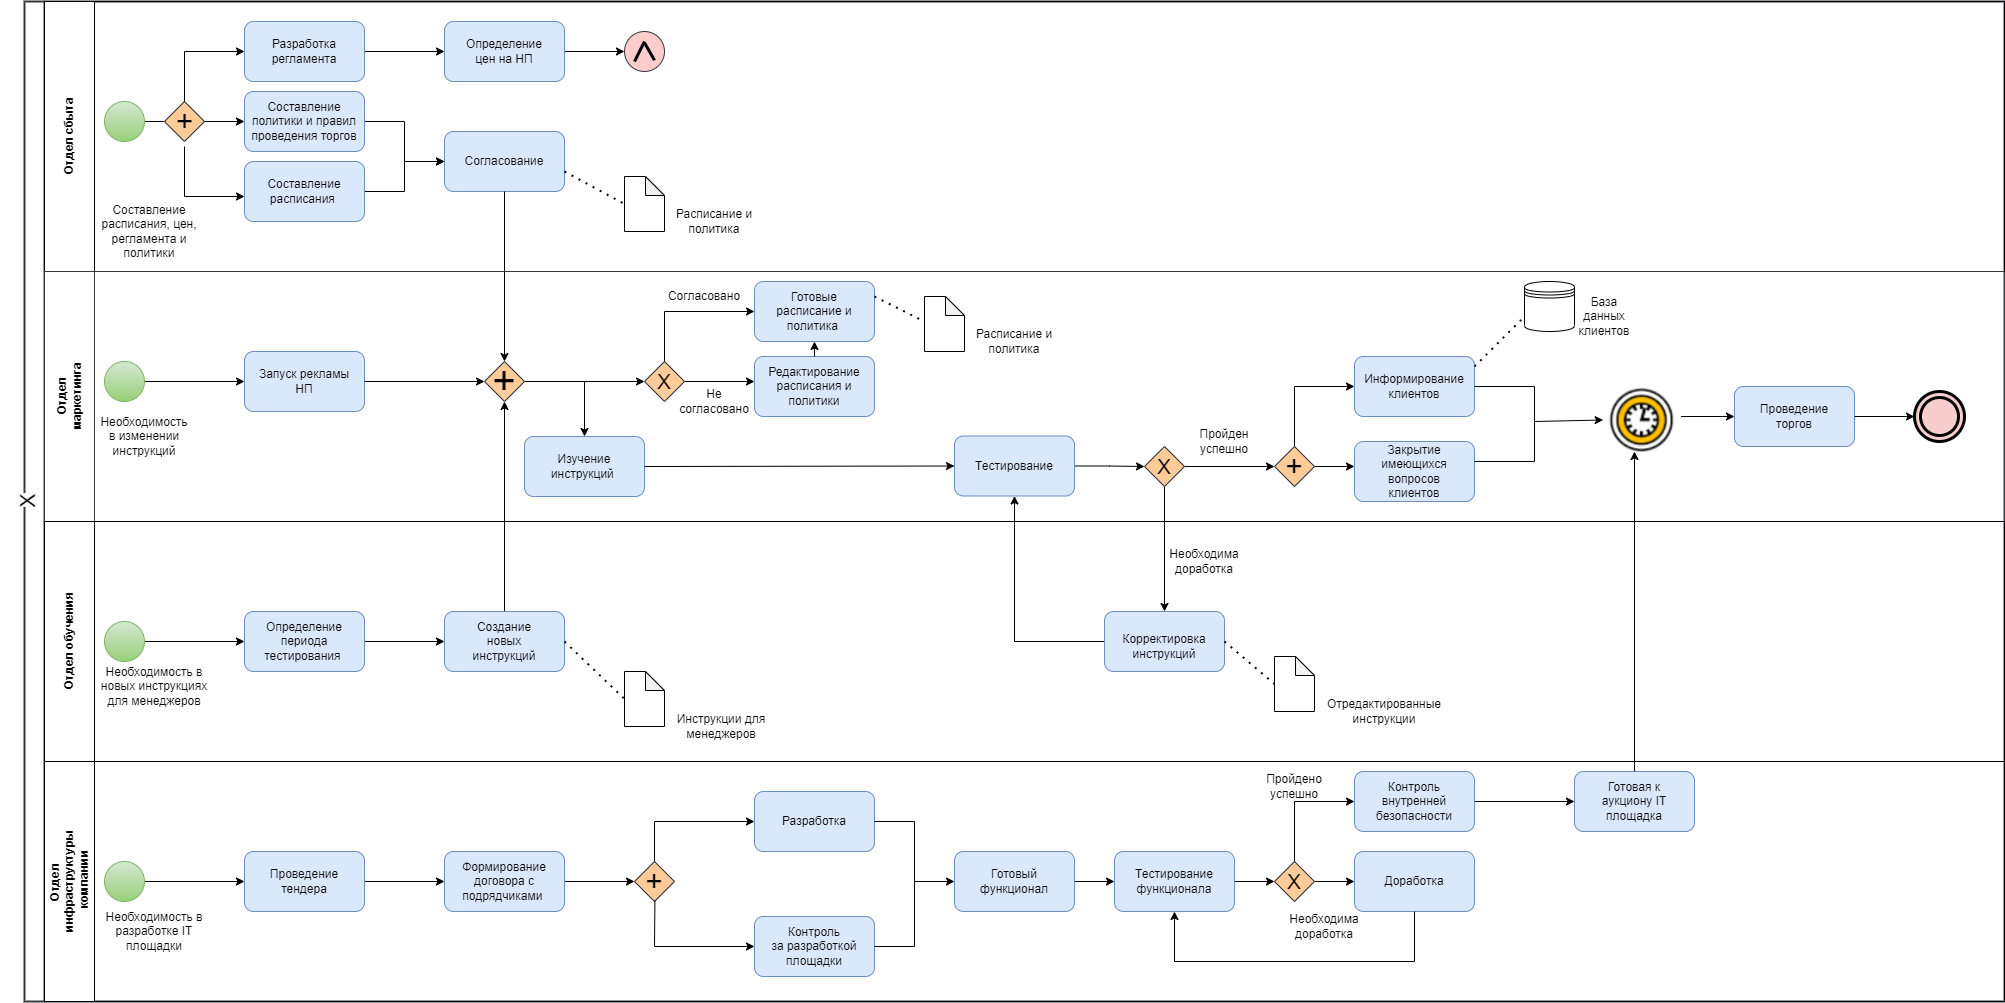 Отдел сбыта
Разработка
регламента
Определение
цен на НП
Составление
политики и правил
проведения торгов
Составление
расписания
Согласование
Составление
расписания, цен,
регламента и
политики
Расписание и
политика
X
Отдел
маркетинга
Необходимость
в изменении
инструкций
Запуск рекламы
НП
X
Согласовано
Не
согласовано
Готовые
расписание и
политика
Редактирование
расписания и
политики
Расписание и
политика
Изучение
инструкций
Тестирование
X
Пройден
успешно
Информирование
клиентов
Закрытие
имеющихся
вопросов
клиентов
База
данных
клиентов
Проведение
торгов
Отдел обучения
Необходимость в
новых инструкциях
для менеджеров
Определение
периода
тестирования
Создание
новых
инструкций
Инструкции для
менеджеров
Необходима
доработка
Корректировка
инструкций
Отредактированные
инструкции
Отдел
инфраструктуры
компании
Необходимость в
разработке IT
площадки
Проведение
тендера
Формирование
договора с
подрядчиками
Разработка
Контроль
за разработкой
площадки
Готовый
функционал
Тестирование
функционала
X
Пройдено
успешно
Необходима
доработка
Контроль
внутренней
безопасности
Доработка
Готовая к
аукциону IT
площадка